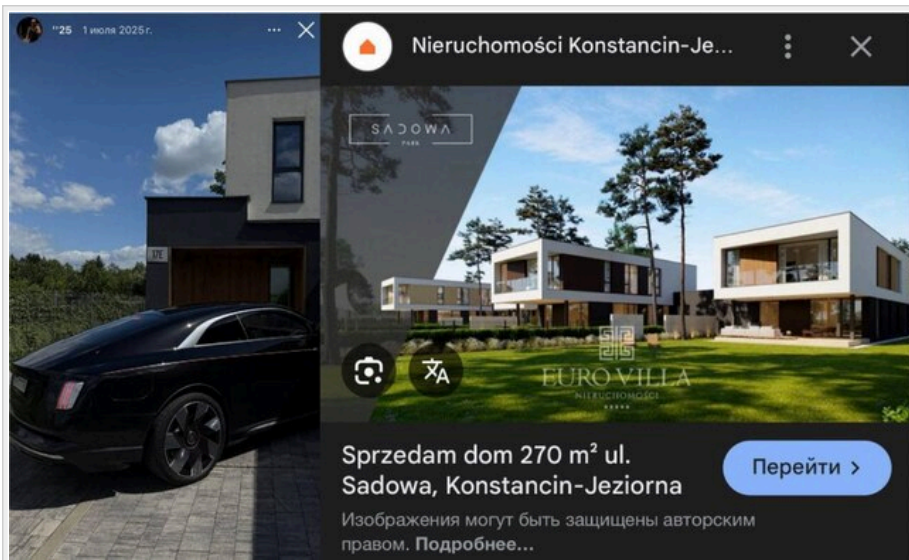 "25 1 июля 2025 г.
17E
Nieruchomości Konstancin-Je...
SADOWA
PARK
EURO VILLA
NIERUCHOMOŚCI
Sprzedam dom 270 m² ul.
Sadowa, Konstancin-Jeziorna
Перейти >
Изображения могут быть защищены авторским
правом. Подробнее...